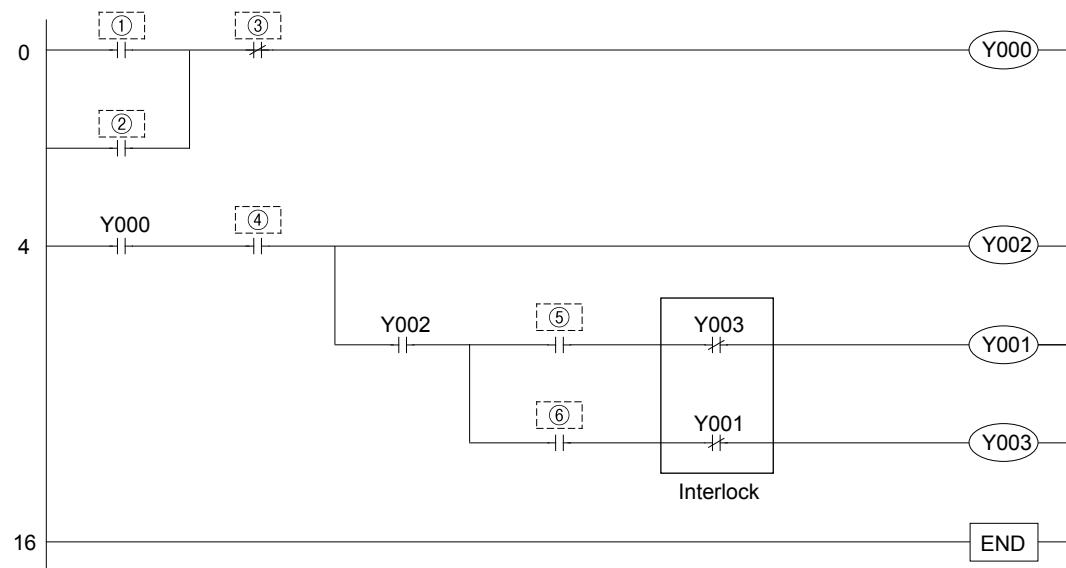 ① ③
0 Y000
②
Y000 ④
4 Y002
Y002 ⑤ Y003
Y001
⑥ Y001
Y003
Interlock
16 END